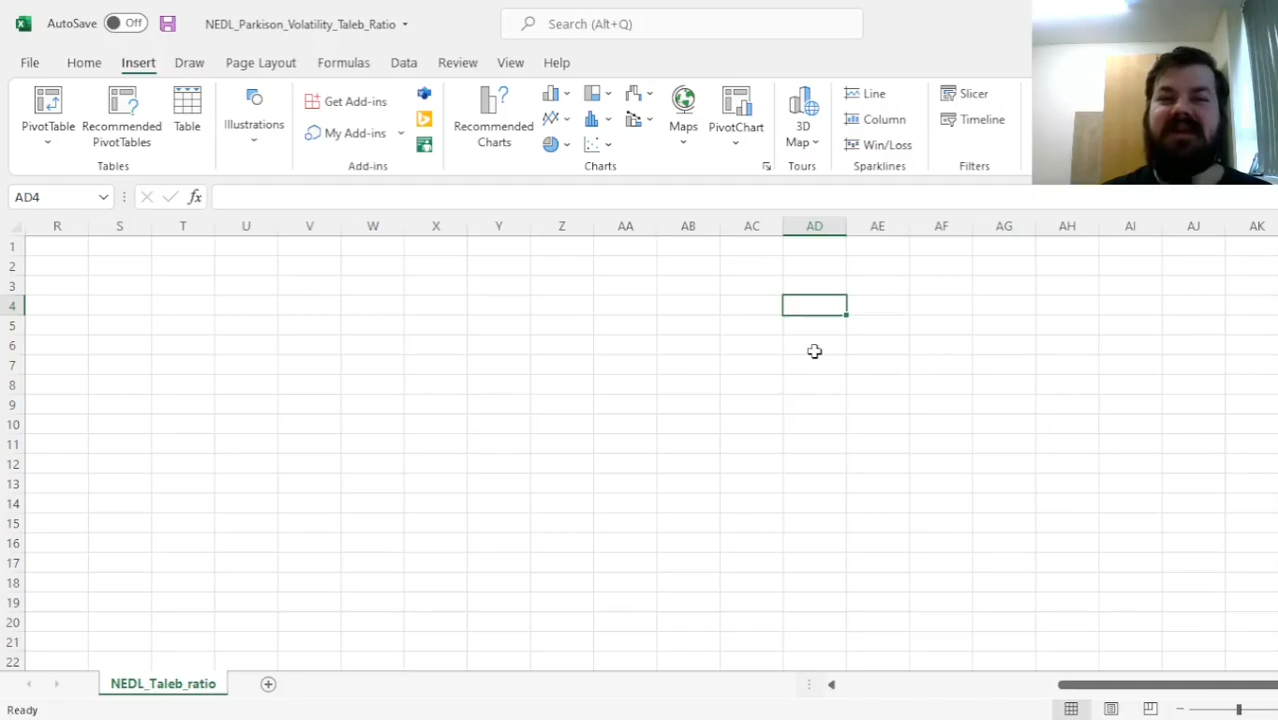 AutoSave Off NEDL_Parkison_Volatility_Taleb_Ratio Search (Alt+Q)
File Home Insert Draw Page Layout Formulas Data Review View Help
PivotTable Recommended PivotTables Table Illustrations Get Add-ins My Add-ins Recommended Charts Maps PivotChart 3D Map Line Column Win/Loss Slicer Timeline
Tables Add-ins Charts Tours Sparklines Filters
AD4 fx
R S T U V W X Y Z AA AB AC AD AE AF AG AH AI AJ AK
1
2
3
4
5
6
7
8
9
10
11
12
13
14
15
16
17
18
19
20
21
22
NEDL_Taleb_ratio
Ready